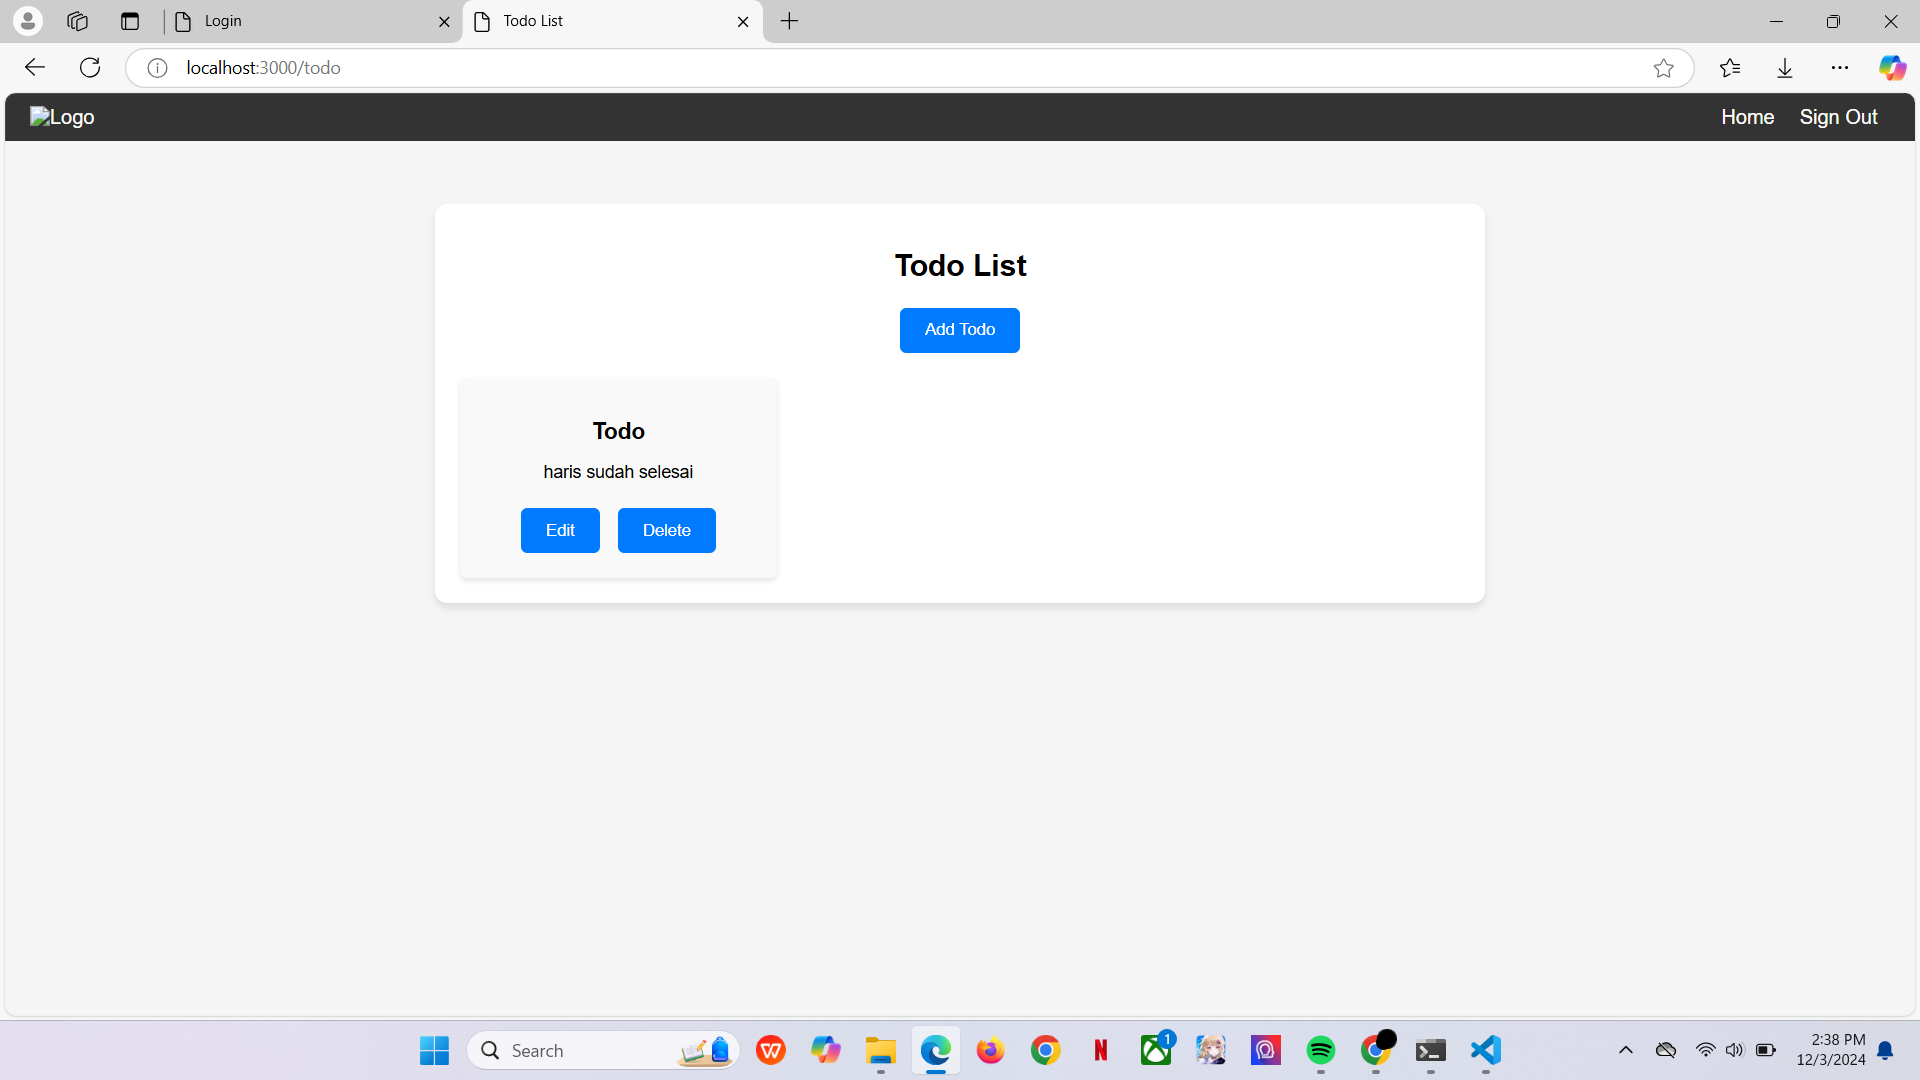 Login
Todo List
localhost:3000/todo
Logo
Home
Sign Out
Todo List
Add Todo
Todo
haris sudah selesai
Edit
Delete
Search
1
2:38 PM
12/3/2024